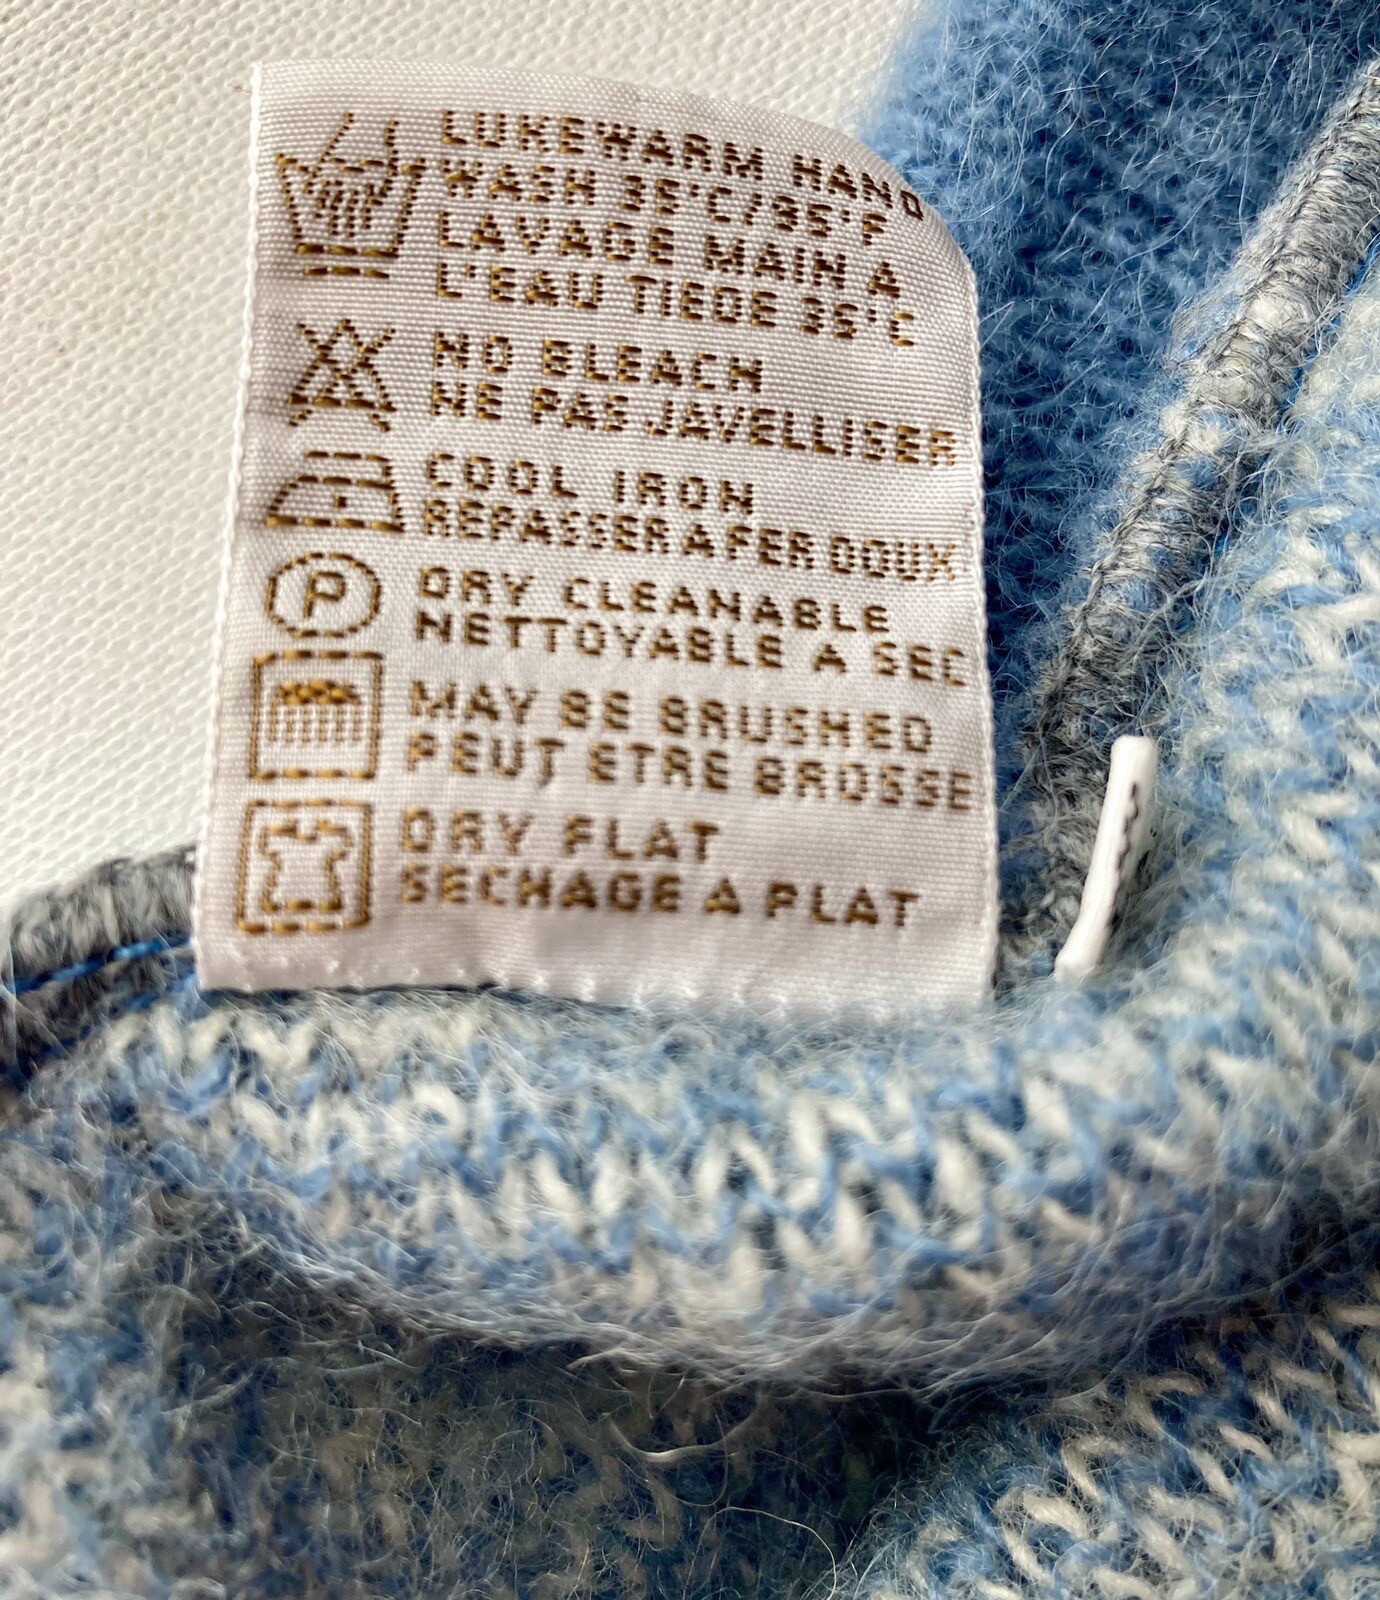 LUKEWARM HAND
WASH 35°C/95°F
LAVAGE MAIN A
L'EAU TIEDE 35°C
NO BLEACH
NE PAS JAVELLISER
COOL IRON
REPASSER A FER DOUX
P
DRY CLEANABLE
NETTOYABLE A SEC
MAY BE BRUSHED
PEUT ETRE BROSSE
DRY FLAT
SECHAGE A PLAT